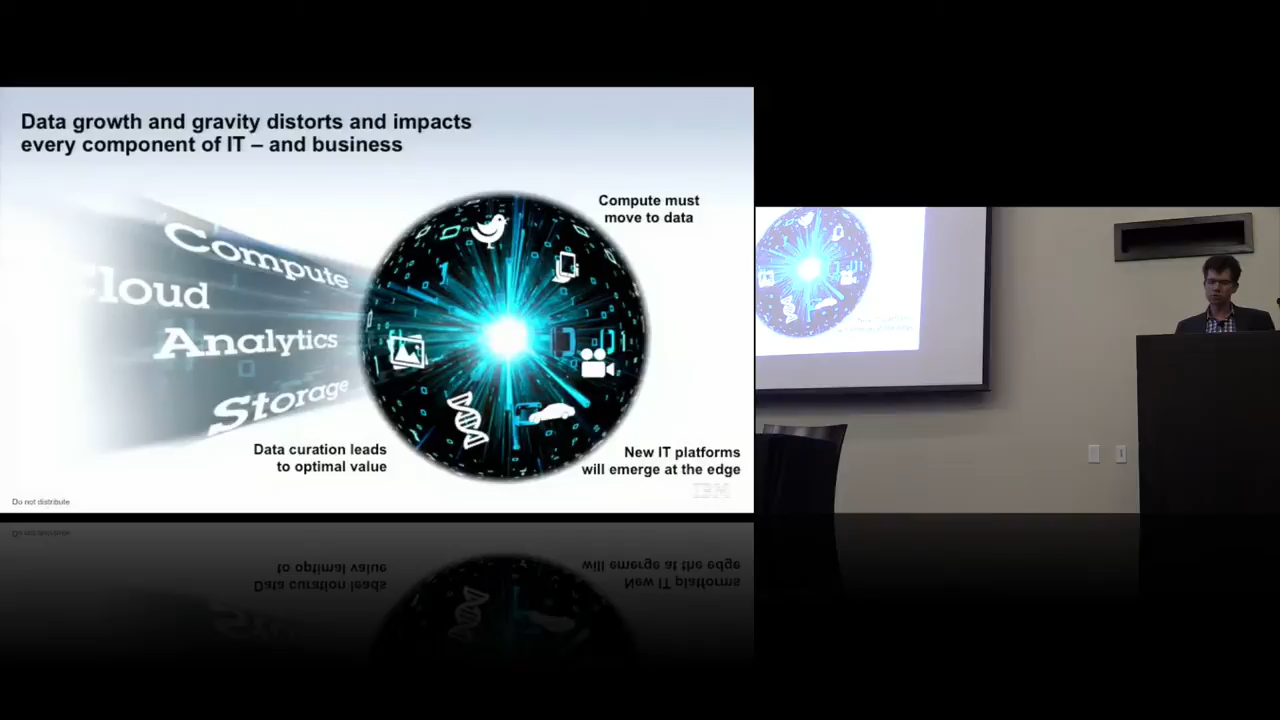 Data growth and gravity distorts and impacts
every component of IT – and business
Compute must
move to data
Compute
Cloud
Analytics
Storage
Data curation leads
to optimal value
New IT platforms
will emerge at the edge
IBM
Do not distribute